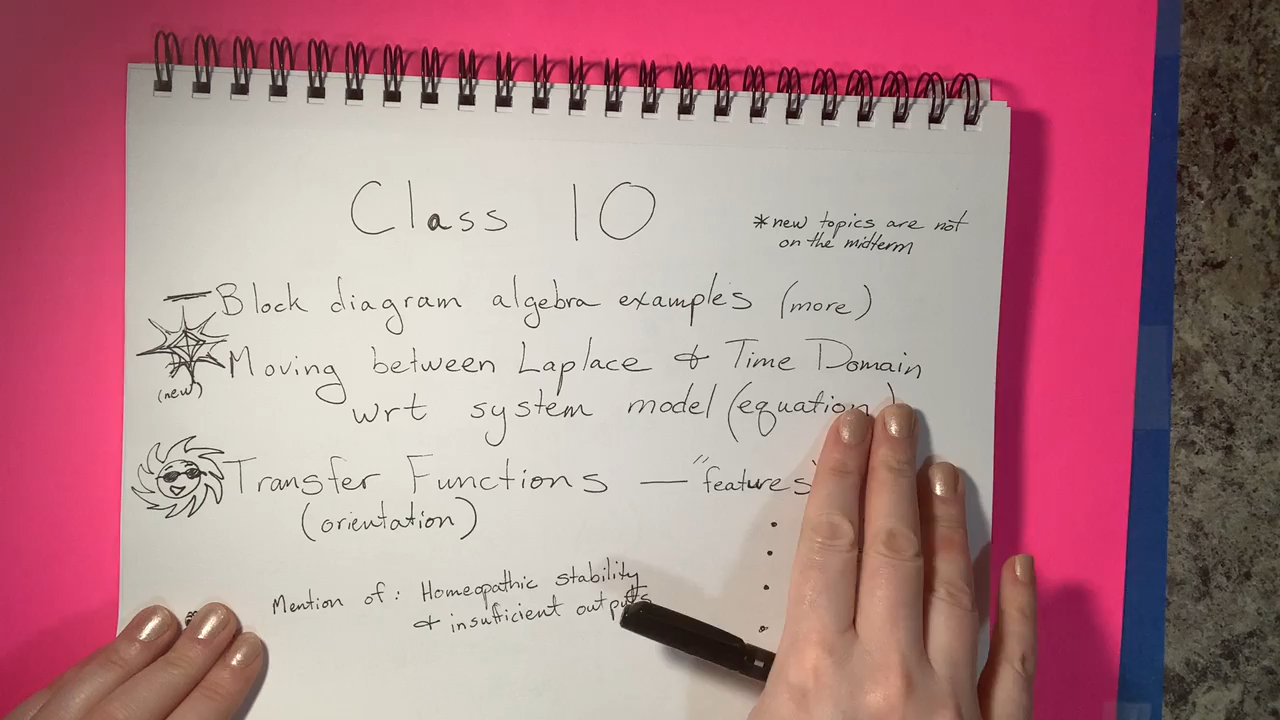 Class 10
*new topics are not
on the midterm
Block diagram algebra examples (more)
(new)
Moving between Laplace & Time Domain
wrt system model (equation)
Transfer Functions — "features"
(orientation)
Mention of: Homeopathic stability
& insufficient outputs